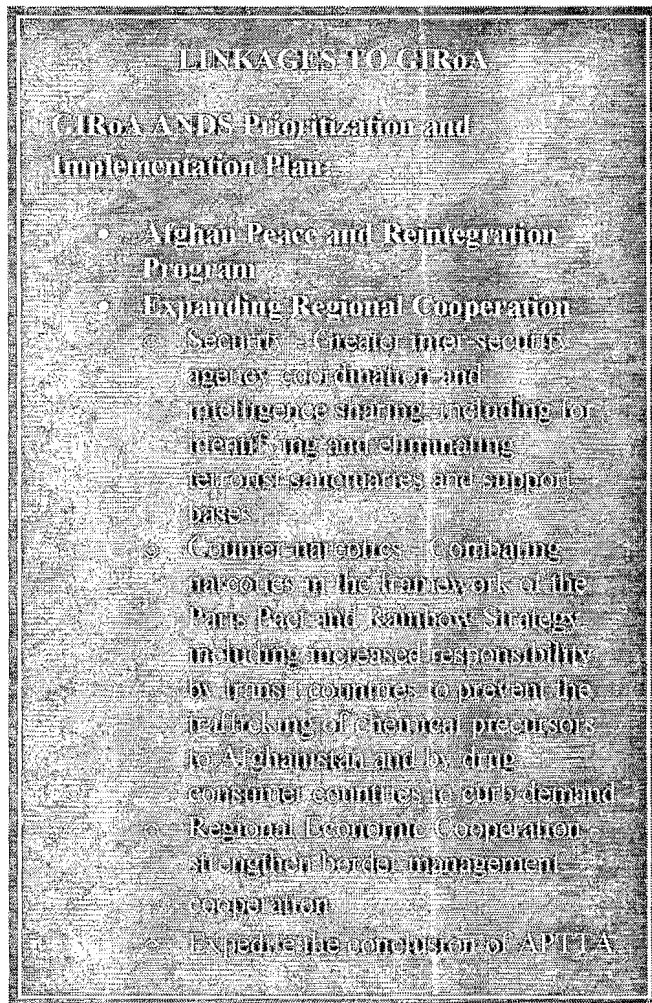 LINKAGES TO GIRoA
GIRoA ANDS Prioritization and
Implementation Plan:
• Afghan Peace and Reintegration
Program
• Expanding Regional Cooperation
o Security - Greater inter-security
agency coordination and
intelligence sharing, including for
identifying and eliminating
terrorist sanctuaries and support
bases
o Counter-narcotics - Combating
narcotics in the framework of the
Paris Pact and Rainbow Strategy
including increased responsibility
by transit countries to prevent the
trafficking of chemical precursors
to Afghanistan and by drug
consumer countries to curb demand
o Regional Economic Cooperation -
strengthen border management
cooperation
o Expedite the conclusion of APTTA